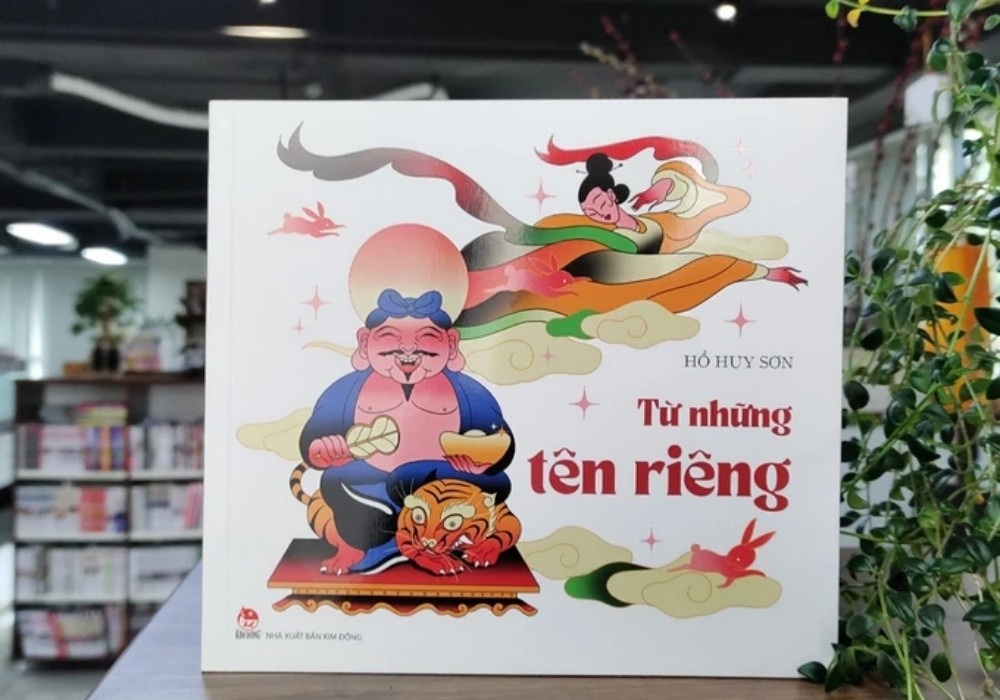 HỒ HUY SƠN
Từ những
tên riêng
KIM ĐỒNG
NHÀ XUẤT BẢN KIM ĐỒNG